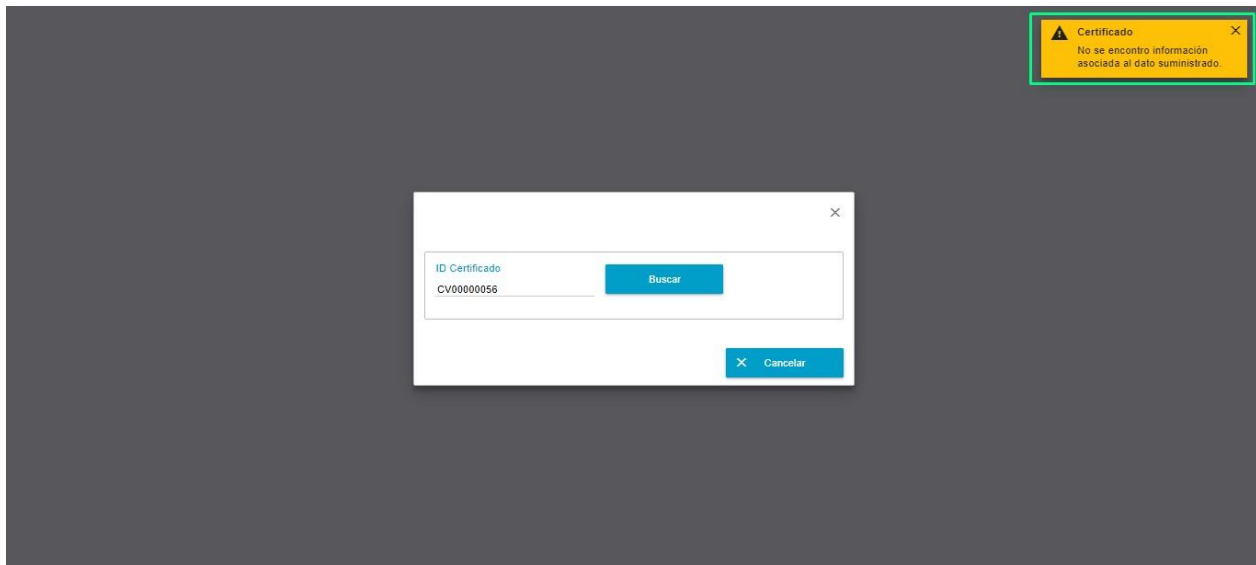 Certificado
No se encontro información
asociada al dato suministrado.
ID Certificado
CV00000056
Buscar
Cancelar